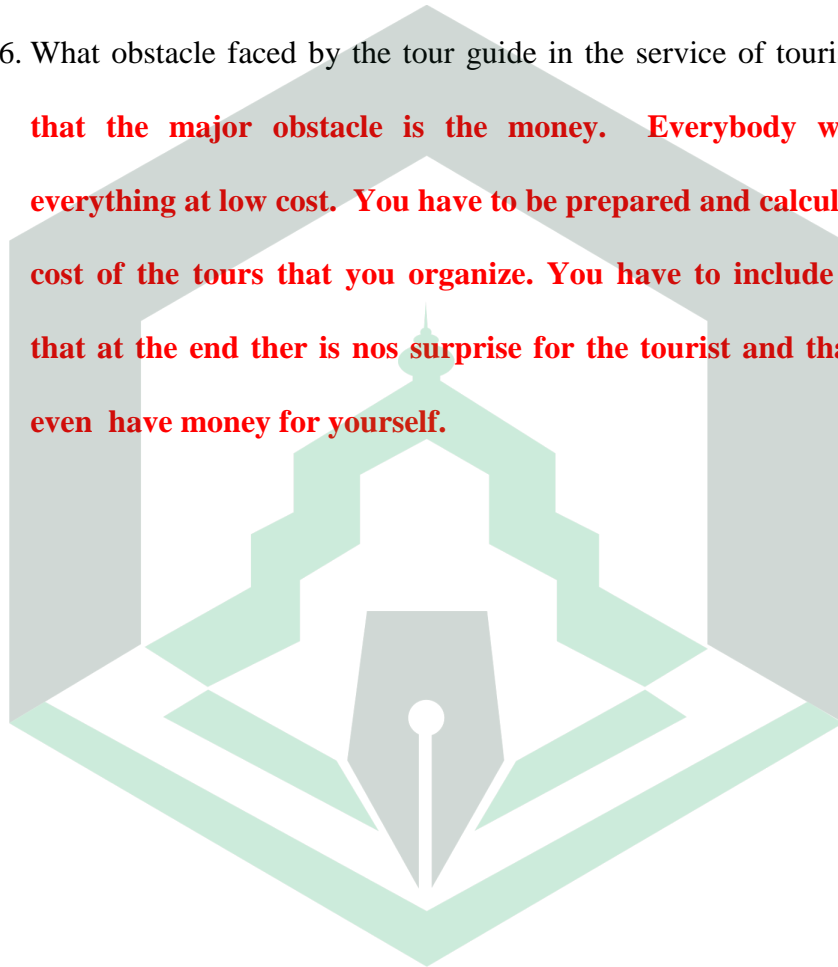 6. What obstacle faced by the tour guide in the service of touri
that the major obstacle is the money. Everybody w
everything at low cost. You have to be prepared and calcul
cost of the tours that you organize. You have to include
that at the end ther is nos surprise for the tourist and tha
even have money for yourself.